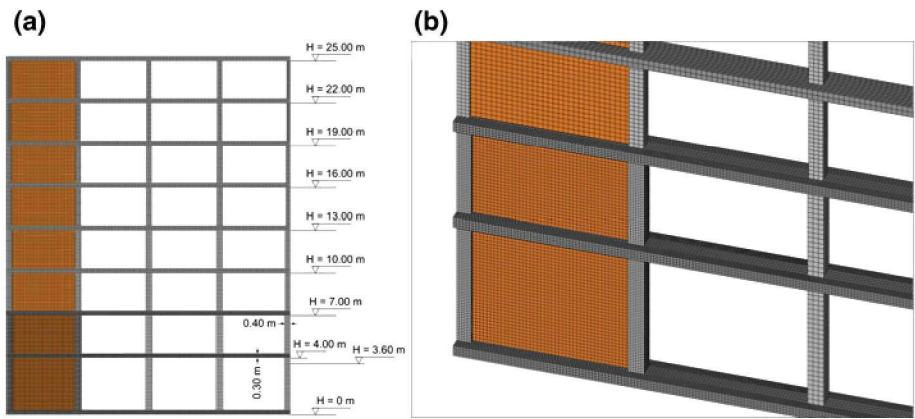 (a)
(b)
H = 25.00 m
H = 22.00 m
H = 19.00 m
H = 16.00 m
H = 13.00 m
H = 10.00 m
H = 7.00 m
0.40 m
H = 4.00 m
H = 3.60 m
0.30 m
H = 0 m